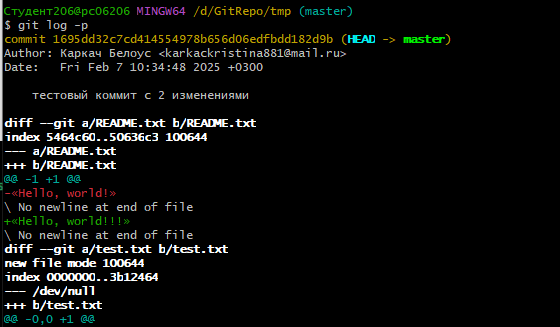 Студент206@pc06206 MINGW64 /d/GitRepo/tmp (master)
$ git log -p
commit 1695dd32c7cd414554978b656d06edfbdd182d9b (HEAD -> master)
Author: Каркач Белоус <karkackristina881@mail.ru>
Date:   Fri Feb 7 10:34:48 2025 +0300

    тестовый коммит с 2 изменениями

diff --git a/README.txt b/README.txt
index 5464c60..50636c3 100644
--- a/README.txt
+++ b/README.txt
@@ -1 +1 @@
-«Hello, world!»
\ No newline at end of file
+«Hello, world!!!»
\ No newline at end of file
diff --git a/test.txt b/test.txt
new file mode 100644
index 0000000..3b12464
--- /dev/null
+++ b/test.txt
@@ -0,0 +1 @@